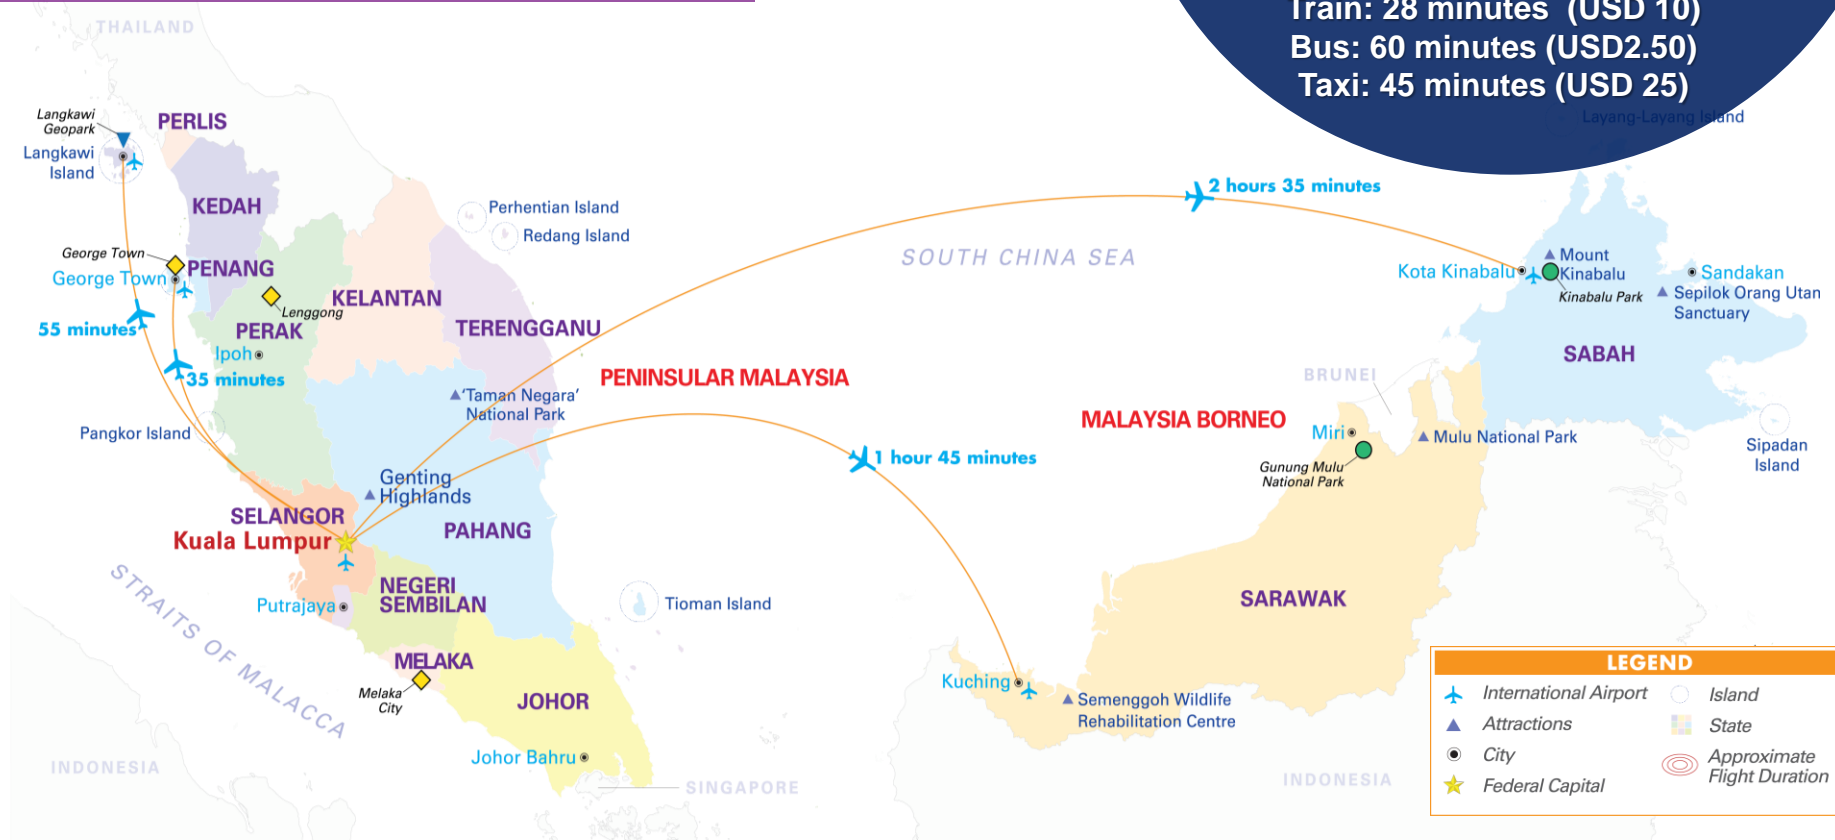 Train: 28 minutes (USD 10)
Bus: 60 minutes (USD2.50)
Taxi: 45 minutes (USD 25)
THAILAND
Langkawi
Geopark
PERLIS
Layang-Layang Island
Langkawi
Island
KEDAH
2 hours 35 minutes
Perhentian Island
Redang Island
George Town
PENANG
George Town
SOUTH CHINA SEA
Mount
Kinabalu
Kota Kinabalu
Kinabalu Park
Sandakan
Sepilok Orang Utan
Sanctuary
KELANTAN
Lenggong
55 minutes
PERAK
TERENGGANU
Ipoh
SABAH
35 minutes
PENINSULAR MALAYSIA
BRUNEI
'Taman Negara'
National Park
MALAYSIA BORNEO
Pangkor Island
Miri
Mulu National Park
Sipadan
Island
1 hour 45 minutes
Gunung Mulu
National Park
Genting
Highlands
SELANGOR
PAHANG
Kuala Lumpur
STRAITS OF MALACCA
NEGERI
SEMBILAN
Putrajaya
Tioman Island
SARAWAK
MELAKA
Melaka
City
JOHOR
Kuching
Semenggoh Wildlife
Rehabilitation Centre
Johor Bahru
INDONESIA
SINGAPORE
INDONESIA
LEGEND
International Airport
Island
Attractions
State
City
Approximate
Flight Duration
Federal Capital